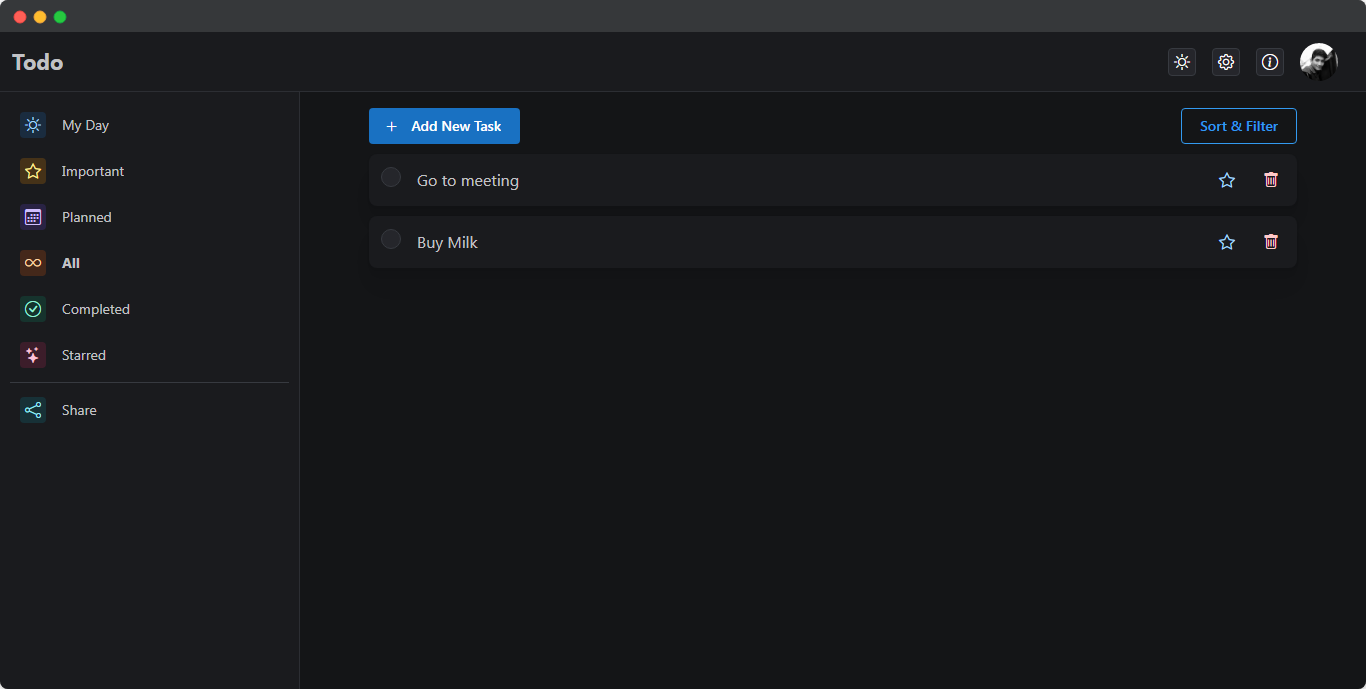 Todo
My Day
Important
Planned
All
Completed
Starred
Share
+ Add New Task
Sort & Filter
Go to meeting
Buy Milk